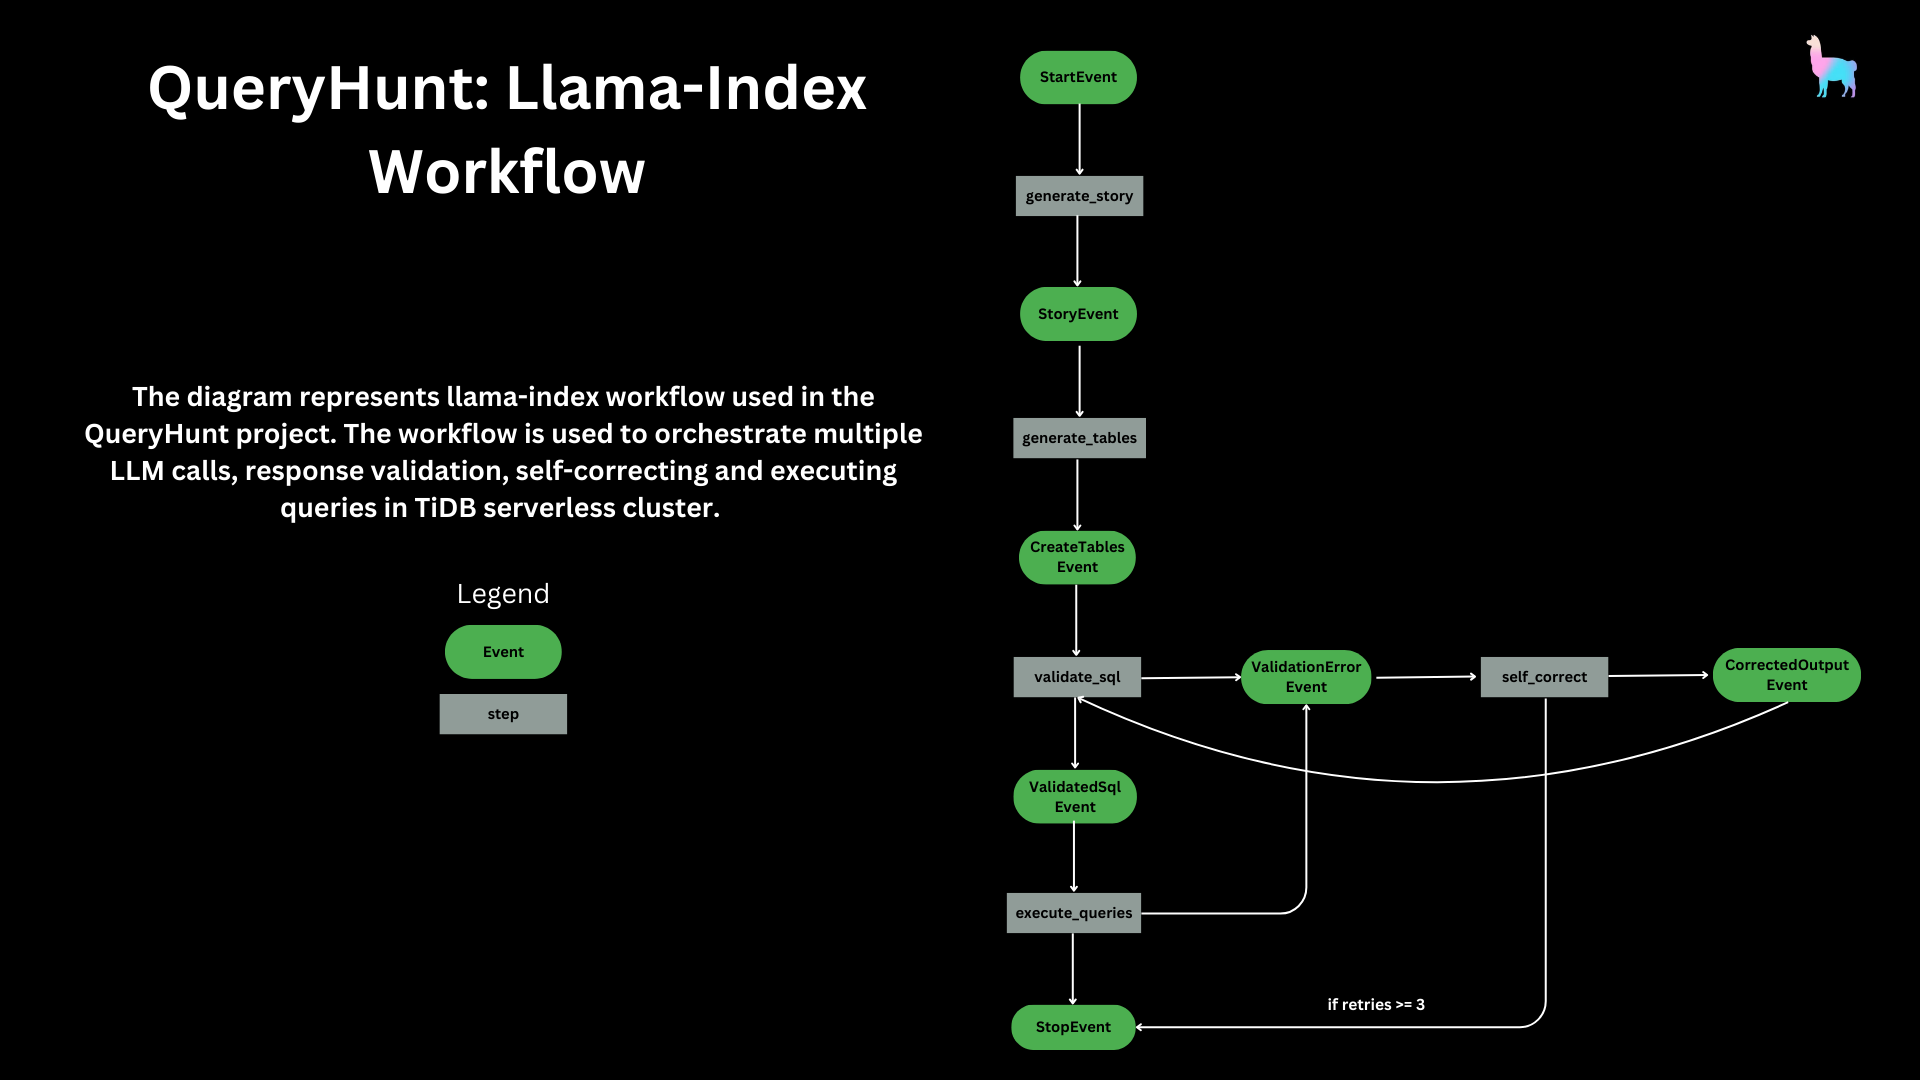 QueryHunt: Llama-Index
Workflow
The diagram represents llama-index workflow used in the
QueryHunt project. The workflow is used to orchestrate multiple
LLM calls, response validation, self-correcting and executing
queries in TiDB serverless cluster.
Legend
Event
step
StartEvent
generate_story
StoryEvent
generate_tables
CreateTables
Event
validate_sql
ValidationError
Event
self_correct
CorrectedOutput
Event
ValidatedSql
Event
execute_queries
if retries >= 3
StopEvent